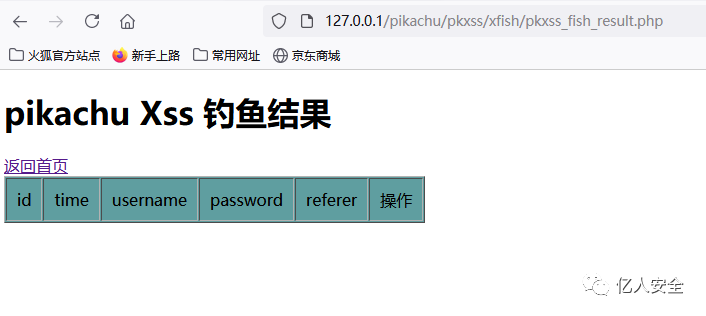 127.0.0.1/pikachu/pkxss/xfish/pkxss_fish_result.php
火狐官方站点 新手上路 常用网址 京东商城
pikachu Xss 钓鱼结果
返回首页
id time username password referer 操作
亿人安全